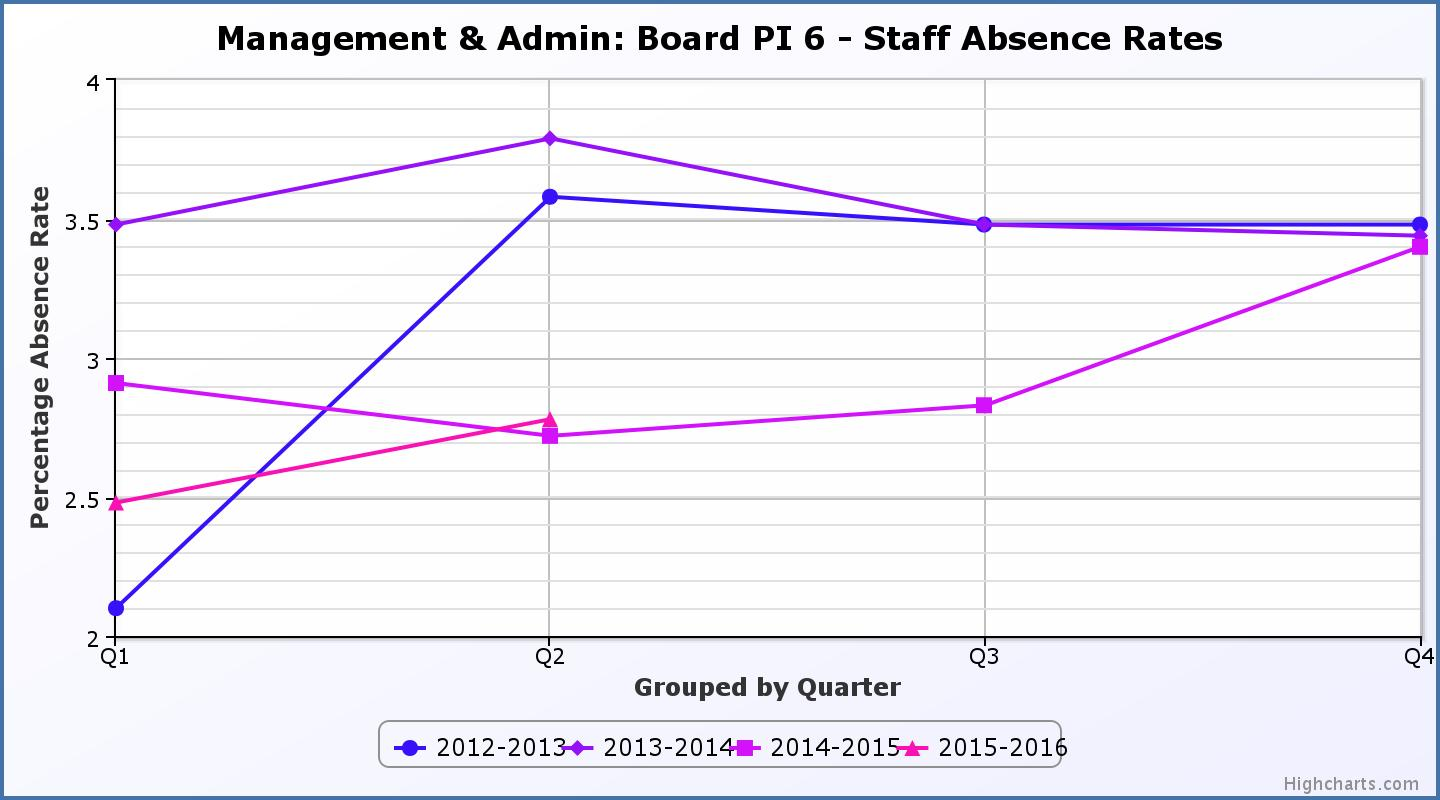 Management & Admin: Board PI 6 - Staff Absence Rates
Percentage Absence Rate
4
3.5
3
2.5
2
Q1 Q2 Q3 Q4
Grouped by Quarter
2012-2013 2013-2014 2014-2015 2015-2016
Highcharts.com